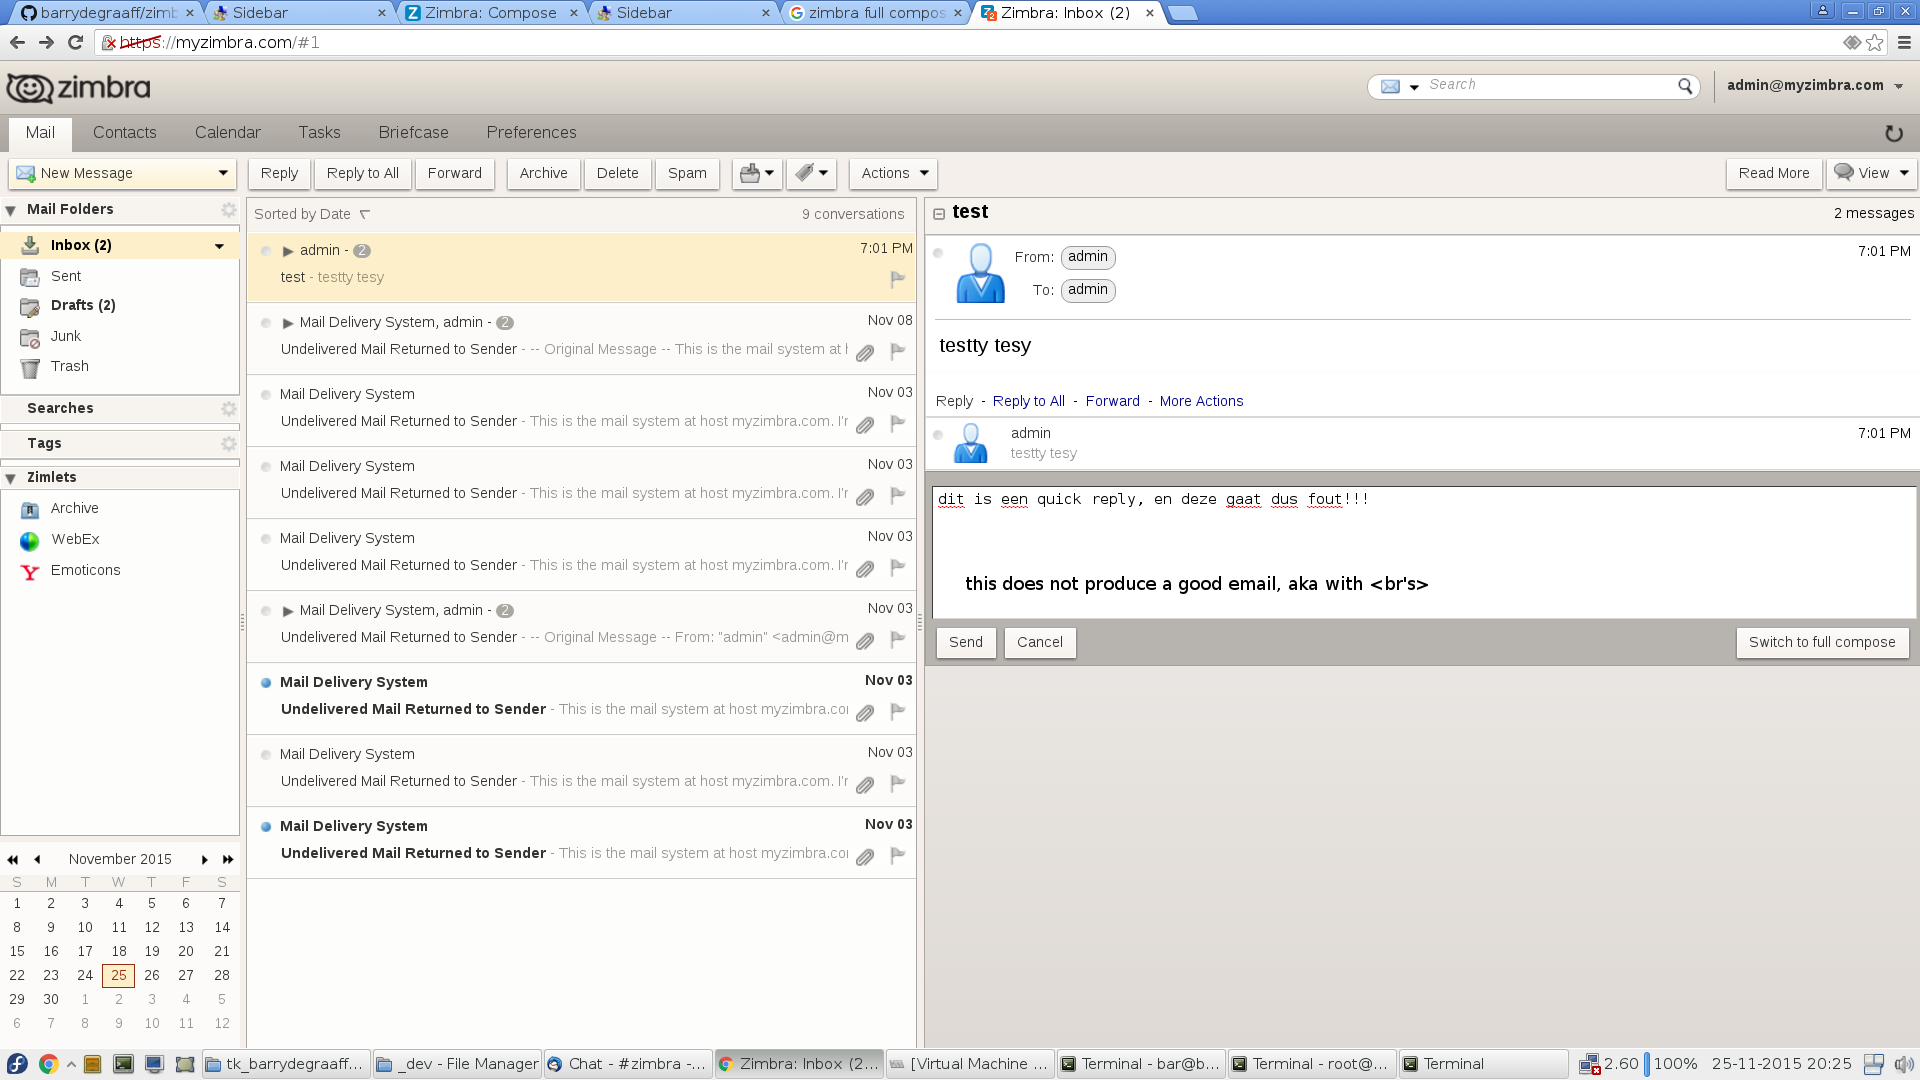 barrydegraaff/zimb
Sidebar
Zimbra: Compose
Sidebar
zimbra full compos
Zimbra: Inbox (2)
https://myzimbra.com/#1
zimbra
Search
admin@myzimbra.com
Mail
Contacts
Calendar
Tasks
Briefcase
Preferences
New Message
Reply
Reply to All
Forward
Archive
Delete
Spam
Actions
Read More
View
Mail Folders
Inbox (2)
Sent
Drafts (2)
Junk
Trash
Searches
Tags
Zimlets
Archive
WebEx
Emoticons
November 2015
S M T W T F S
1 2 3 4 5 6 7
8 9 10 11 12 13 14
15 16 17 18 19 20 21
22 23 24 25 26 27 28
29 30 1 2 3 4 5
6 7 8 9 10 11 12
Sorted by Date
9 conversations
admin - 2
7:01 PM
test - testty tesy
Mail Delivery System, admin - 2
Nov 08
Undelivered Mail Returned to Sender - -- Original Message -- This is the mail system at h
Mail Delivery System
Nov 03
Undelivered Mail Returned to Sender - This is the mail system at host myzimbra.com. I'r
Mail Delivery System
Nov 03
Undelivered Mail Returned to Sender - This is the mail system at host myzimbra.com. I'r
Mail Delivery System
Nov 03
Undelivered Mail Returned to Sender - This is the mail system at host myzimbra.com. I'r
Mail Delivery System, admin - 2
Nov 03
Undelivered Mail Returned to Sender - -- Original Message -- From: "admin" <admin@m
Mail Delivery System
Nov 03
Undelivered Mail Returned to Sender - This is the mail system at host myzimbra.coi
Mail Delivery System
Nov 03
Undelivered Mail Returned to Sender - This is the mail system at host myzimbra.com. I'r
Mail Delivery System
Nov 03
Undelivered Mail Returned to Sender - This is the mail system at host myzimbra.coi
test
2 messages
From: admin
7:01 PM
To: admin
testty tesy
Reply - Reply to All - Forward - More Actions
admin
7:01 PM
testty tesy
dit is een quick reply, en deze gaat dus fout!!!
this does not produce a good email, aka with <br's>
Send
Cancel
Switch to full compose
tk_barrydegraaff...
_dev - File Manager
Chat - #zimbra -...
Zimbra: Inbox (2...
[Virtual Machine ...
Terminal - bar@b...
Terminal - root@...
Terminal
2.60
100%
25-11-2015 20:25